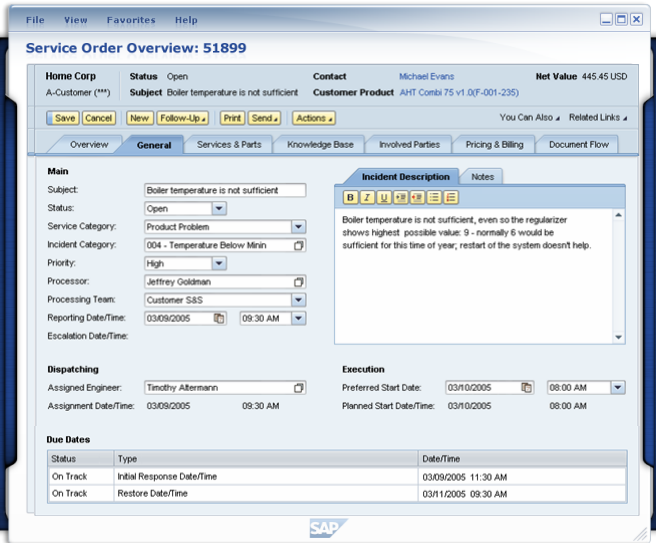 File View Favorites Help
Service Order Overview: 51899
Home Corp Status Open Contact Michael Evans Net Value 445.45 USD
A-Customer (***) Subject Boiler temperature is not sufficient Customer Product AHT Combi 75 v1.0(F-001-235)
Save Cancel New Follow-Up Print Send Actions You Can Also Related Links
Overview General Services & Parts Knowledge Base Involved Parties Pricing & Billing Document Flow
Main
Subject: Boiler temperature is not sufficient
Status: Open
Service Category: Product Problem
Incident Category: 004 - Temperature Below Minin
Priority: High
Processor: Jeffrey Goldman
Processing Team: Customer S&S
Reporting Date/Time: 03/09/2005 09:30 AM
Escalation Date/Time:
Incident Description Notes
B I U
Boiler temperature is not sufficient, even so the regularizer
shows highest possible value: 9 - normally 6 would be
sufficient for this time of year; restart of the system doesn't help.
Dispatching
Assigned Engineer: Timothy Altermann
Assignment Date/Time: 03/09/2005 09:30 AM
Execution
Preferred Start Date: 03/10/2005 08:00 AM
Planned Start Date/Time: 03/10/2005 08:00 AM
Due Dates
Status Type Date/Time
On Track Initial Response Date/Time 03/09/2005 11:30 AM
On Track Restore Date/Time 03/11/2005 09:30 AM
SAP